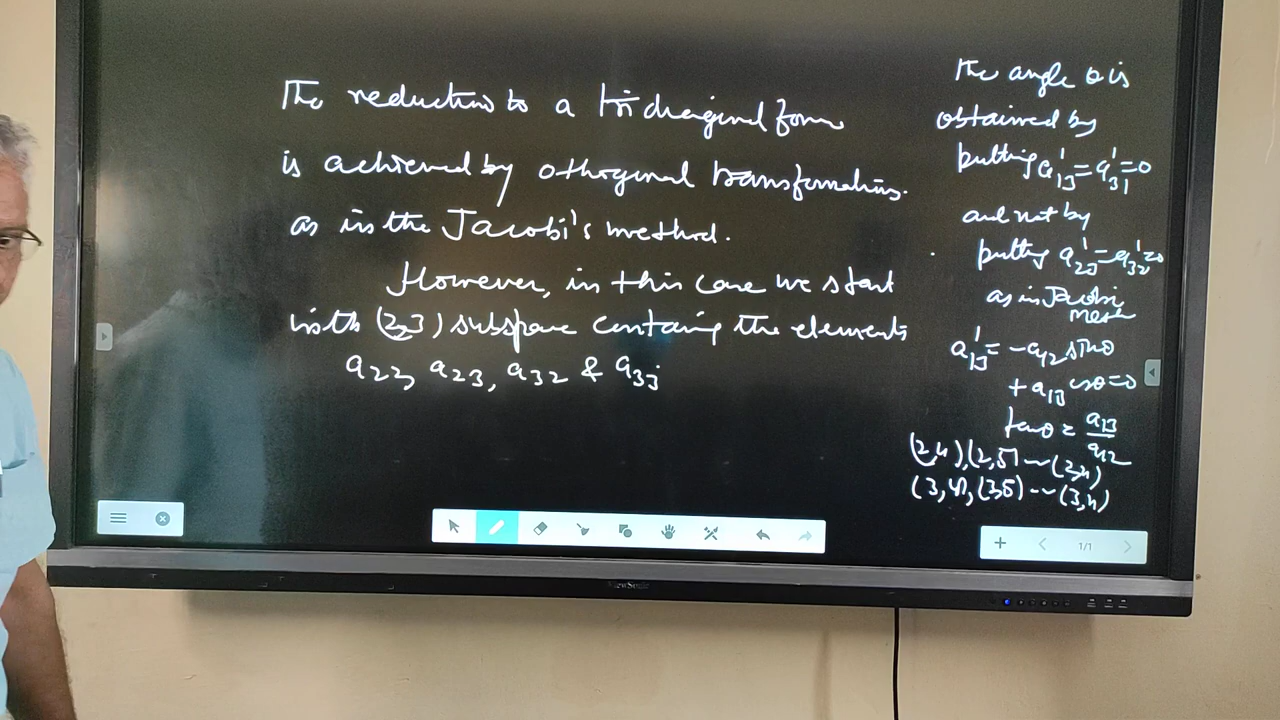 The reduction to a tridiagonal form
is achieved by othogonal transformations.
as in the Jacobi's method.
However, in this case we start
with (2,3) subspace containing the elements
a22, a23, a32 & a33
The angle θ is
obtained by
putting a'13 = a'31 = 0
and not by
putting a'23 = a'32 = 0
as in Jacobi
a'13 = -a12 sinθ
+ a13 cosθ = 0
tanθ = a13/a12
(2,4),(2,5) ~ (2,n)
(3,4),(3,5) ~ (3,n)
1/1
ViewSonic